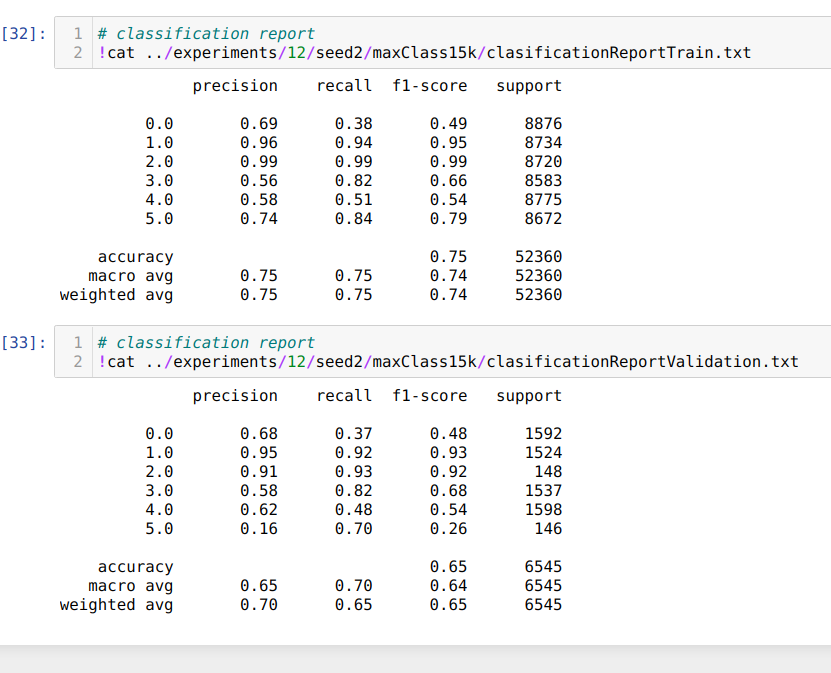 [32]: 1 # classification report
2 !cat ../experiments/12/seed2/maxClass15k/clasificationReportTrain.txt
precision recall f1-score support
0.0 0.69 0.38 0.49 8876
1.0 0.96 0.94 0.95 8734
2.0 0.99 0.99 0.99 8720
3.0 0.56 0.82 0.66 8583
4.0 0.58 0.51 0.54 8775
5.0 0.74 0.84 0.79 8672
accuracy 0.75 52360
macro avg 0.75 0.75 0.74 52360
weighted avg 0.75 0.75 0.74 52360
[33]: 1 # classification report
2 !cat ../experiments/12/seed2/maxClass15k/clasificationReportValidation.txt
precision recall f1-score support
0.0 0.68 0.37 0.48 1592
1.0 0.95 0.92 0.93 1524
2.0 0.91 0.93 0.92 148
3.0 0.58 0.82 0.68 1537
4.0 0.62 0.48 0.54 1598
5.0 0.16 0.70 0.26 146
accuracy 0.65 6545
macro avg 0.65 0.70 0.64 6545
weighted avg 0.70 0.65 0.65 6545